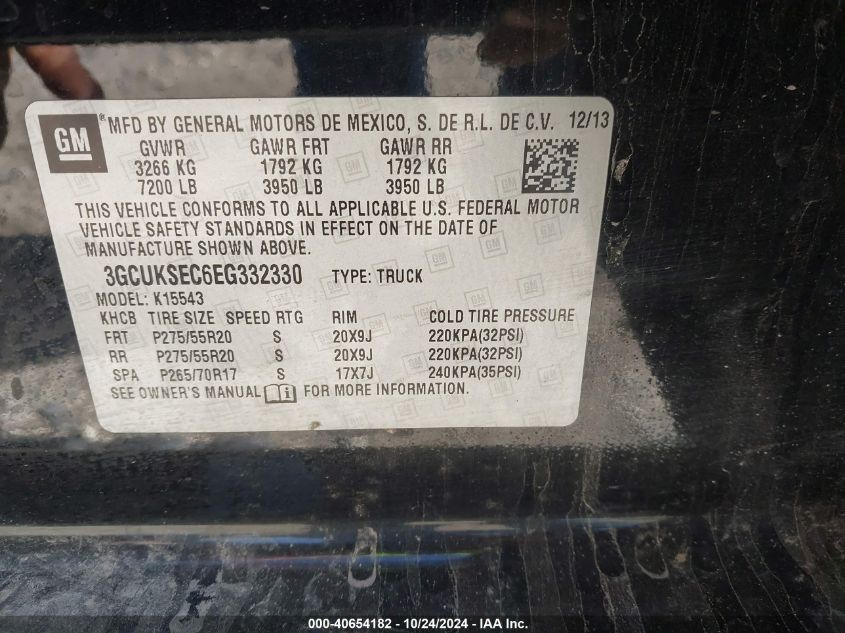 GM® MFD BY GENERAL MOTORS DE MEXICO, S. DE R.L. DE C.V. 12/13
GVWR GAWR FRT GAWR RR
3266 KG 1792 KG 1792 KG
7200 LB 3950 LB 3950 LB
THIS VEHICLE CONFORMS TO ALL APPLICABLE U.S. FEDERAL MOTOR
VEHICLE SAFETY STANDARDS IN EFFECT ON THE DATE OF
MANUFACTURE SHOWN ABOVE.
3GCUKSEC6EG332330 TYPE: TRUCK
MODEL: K15543
KHCB TIRE SIZE SPEED RTG RIM COLD TIRE PRESSURE
FRT P275/55R20 S 20X9J 220KPA(32PSI)
RR P275/55R20 S 20X9J 220KPA(32PSI)
SPA P265/70R17 S 17X7J 240KPA(35PSI)
SEE OWNER'S MANUAL FOR MORE INFORMATION.
000-40654182 - 10/24/2024 - IAA Inc.